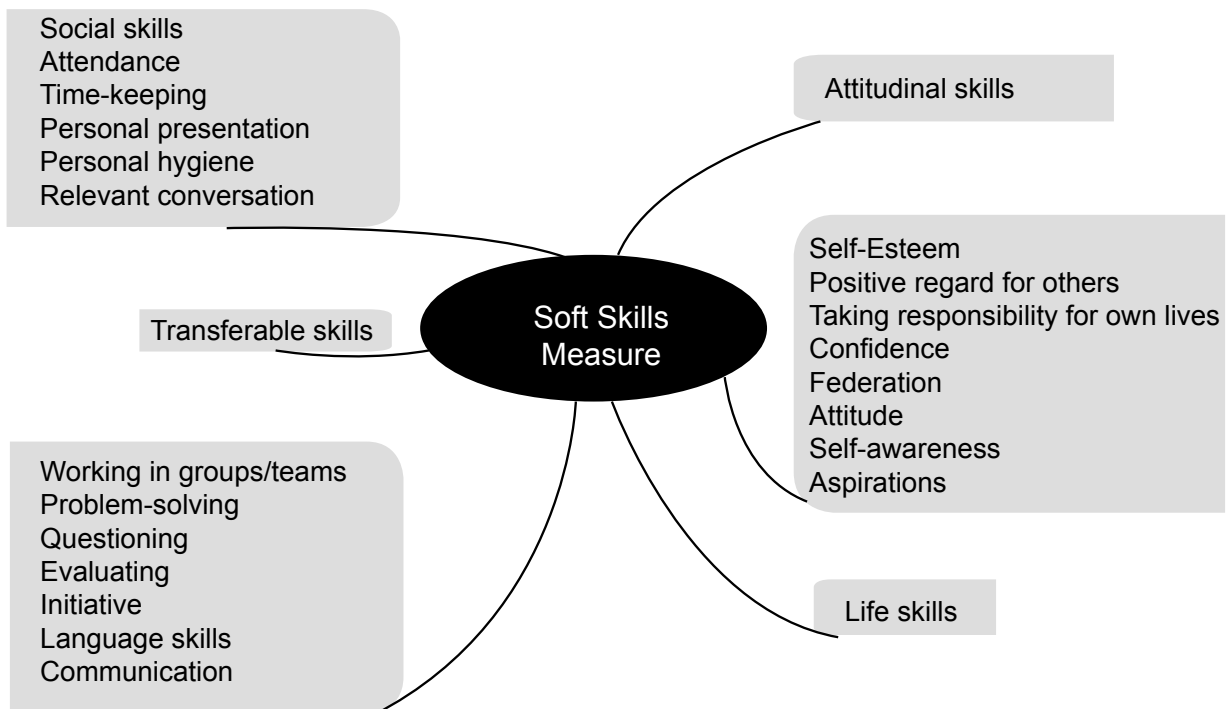 Social skills
Attendance
Time-keeping
Personal presentation
Personal hygiene
Relevant conversation
Attitudinal skills
Self-Esteem
Positive regard for others
Taking responsibility for own lives
Confidence
Federation
Attitude
Self-awareness
Aspirations
Soft Skills
Measure
Transferable skills
Working in groups/teams
Problem-solving
Questioning
Evaluating
Initiative
Language skills
Communication
Life skills